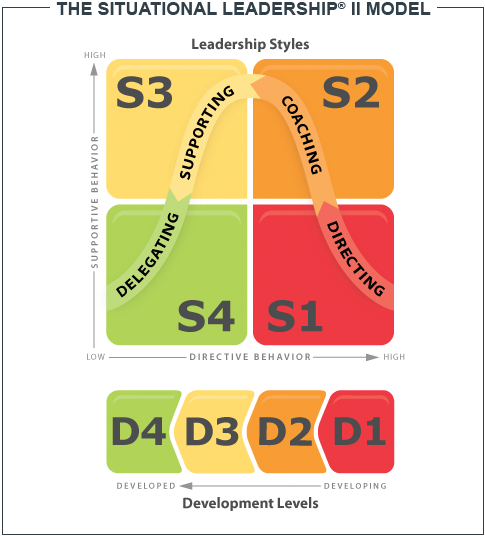 THE SITUATIONAL LEADERSHIP® II MODEL
Leadership Styles
HIGH
SUPPORTIVE BEHAVIOR
S3
SUPPORTING
COACHING
S2
DELEGATING
S4
DIRECTING
S1
LOW
DIRECTIVE BEHAVIOR
HIGH
D4
D3
D2
D1
DEVELOPED
DEVELOPING
Development Levels